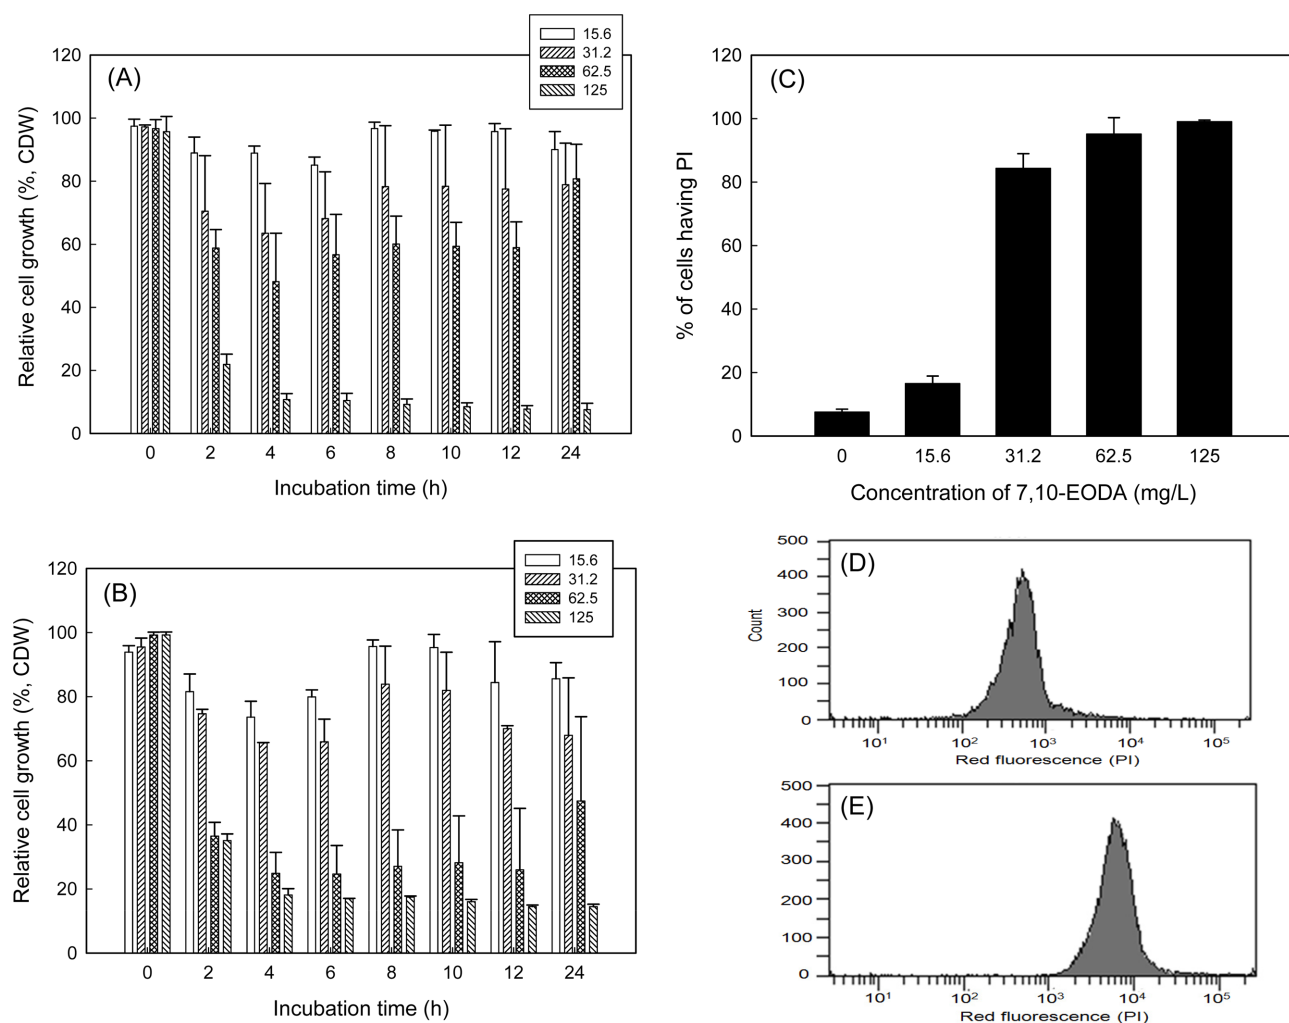 (A)
15.6
31.2
62.5
125
Relative cell growth (%, CDW)
120
100
80
60
40
20
0
0 2 4 6 8 10 12 24
Incubation time (h)
(B)
15.6
31.2
62.5
125
Relative cell growth (%, CDW)
120
100
80
60
40
20
0
0 2 4 6 8 10 12 24
Incubation time (h)
(C)
% of cells having PI
120
100
80
60
40
20
0
0 15.6 31.2 62.5 125
Concentration of 7,10-EODA (mg/L)
(D)
Count
500
400
300
200
100
0
10¹ 10² 10³ 10⁴ 10⁵
Red fluorescence (PI)
(E)
500
400
300
200
100
0
10¹ 10² 10³ 10⁴ 10⁵
Red fluorescence (PI)